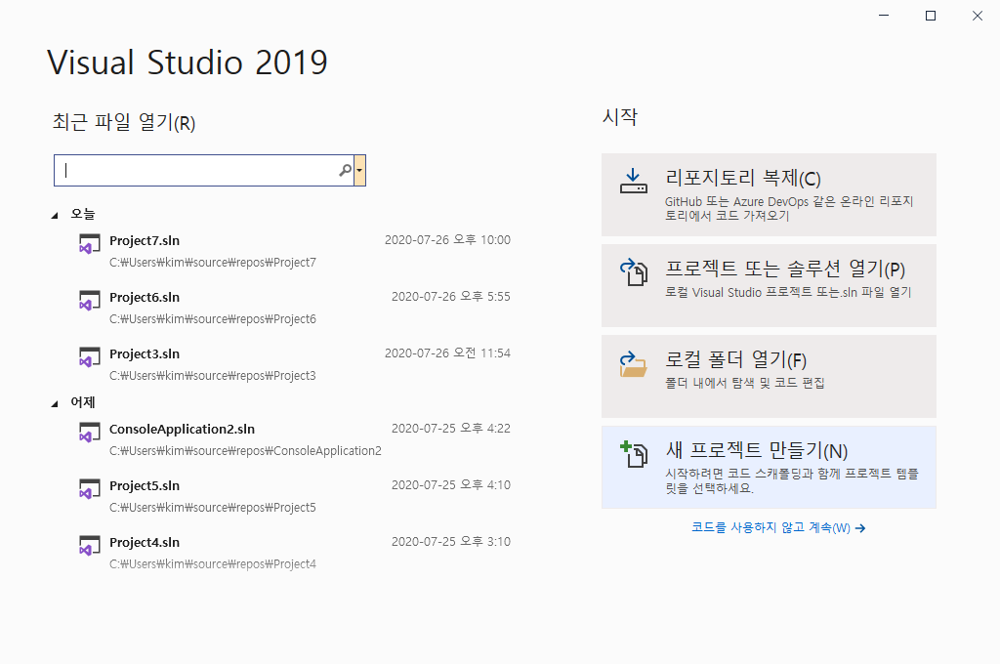 Visual Studio 2019
최근 파일 열기(R)
오늘
Project7.sln 2020-07-26 오후 10:00
C:₩Users₩kim₩source₩repos₩Project7
Project6.sln 2020-07-26 오후 5:55
C:₩Users₩kim₩source₩repos₩Project6
Project3.sln 2020-07-26 오전 11:54
C:₩Users₩kim₩source₩repos₩Project3
어제
ConsoleApplication2.sln 2020-07-25 오후 4:22
C:₩Users₩kim₩source₩repos₩ConsoleApplication2
Project5.sln 2020-07-25 오후 4:10
C:₩Users₩kim₩source₩repos₩Project5
Project4.sln 2020-07-25 오후 3:10
C:₩Users₩kim₩source₩repos₩Project4
시작
리포지토리 복제(C)
GitHub 또는 Azure DevOps 같은 온라인 리포지
토리에서 코드 가져오기
프로젝트 또는 솔루션 열기(P)
로컬 Visual Studio 프로젝트 또는.sln 파일 열기
로컬 폴더 열기(F)
폴더 내에서 탐색 및 코드 편집
새 프로젝트 만들기(N)
시작하려면 코드 스캐폴딩과 함께 프로젝트 템플
릿을 선택하세요.
코드를 사용하지 않고 계속(W) →